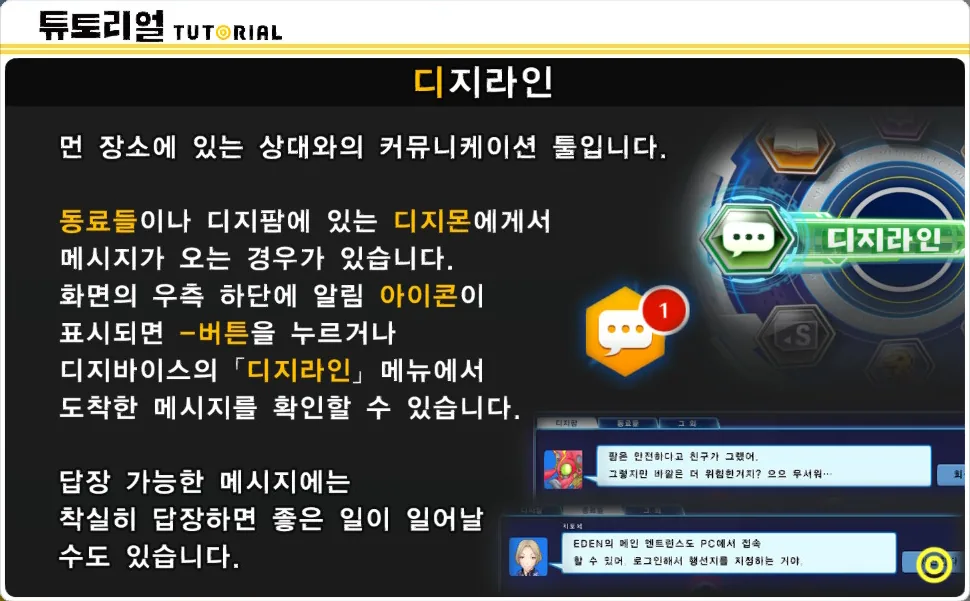 튜토리얼 TUTORIAL
디지라인
먼 장소에 있는 상대와의 커뮤니케이션 툴입니다.
동료들이나 디지팜에 있는 디지몬에게서
메시지가 오는 경우가 있습니다.
화면의 우측 하단에 알림 아이콘이
표시되면 -버튼을 누르거나
디지바이스의 「디지라인」 메뉴에서
도착한 메시지를 확인할 수 있습니다.
답장 가능한 메시지에는
착실히 답장하면 좋은 일이 일어날
수도 있습니다.
디지라인
S
1
디지팜 동료들 그 외
팜은 안전하다고 친구가 그랬어.
그렇지만 바깥은 더 위험한거지? 으으 무서워…
EDEN의 메인 엔트런스도 PC에서 접속
할 수 있어. 로그인해서 행선지를 지정하는 거야.